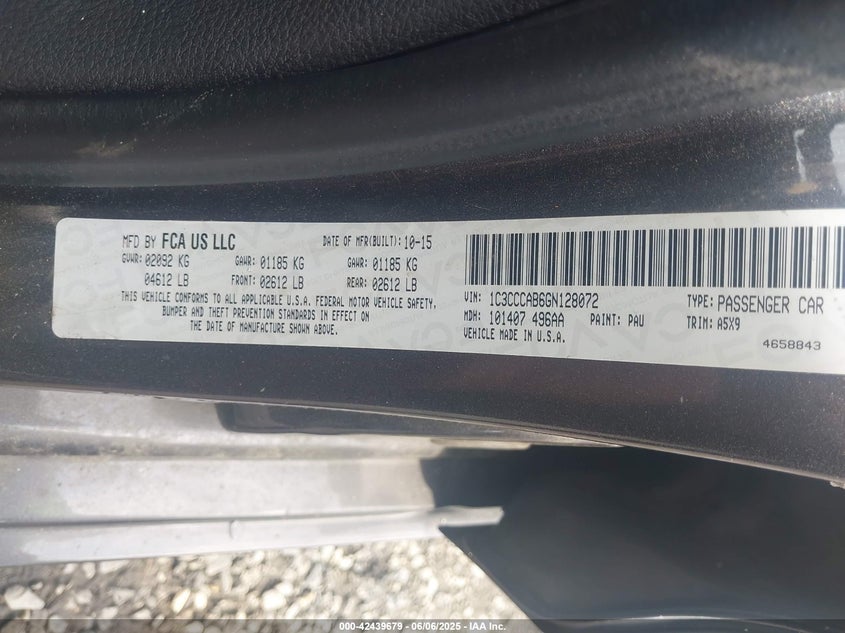 MFD BY FCA US LLC DATE OF MFR(BUILT): 10-15
GVWR: 02092 KG GAWR: 01185 KG GAWR: 01185 KG
04612 LB FRONT: 02612 LB REAR: 02612 LB
THIS VEHICLE CONFORMS TO ALL APPLICABLE U.S.A. FEDERAL MOTOR VEHICLE SAFETY,
BUMPER AND THEFT PREVENTION STANDARDS IN EFFECT ON
THE DATE OF MANUFACTURE SHOWN ABOVE.
VIN: 1C3CCCAB6GN128072 TYPE: PASSENGER CAR
MDH: 101407 496AA PAINT: PAU TRIM: A5X9
VEHICLE MADE IN U.S.A.
4658843
000-42439679 - 06/06/2025 - IAA Inc.